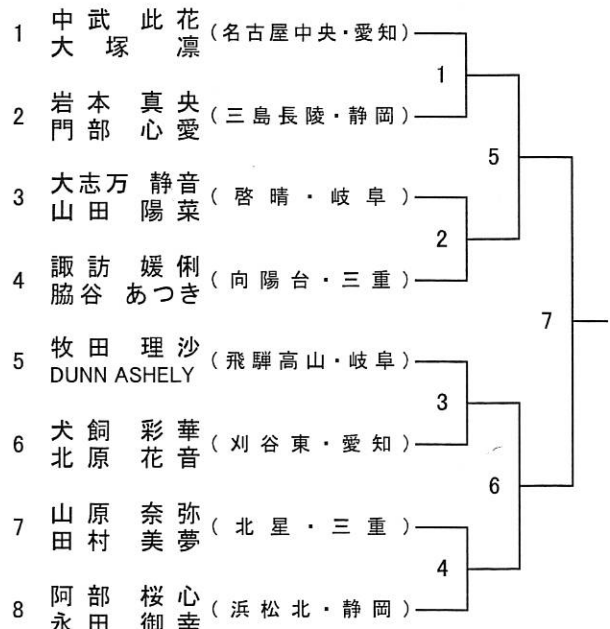 1 中武 此花 (名古屋中央・愛知)
大塚 凛
1
2 岩本 真央 (三島長陵・静岡)
門部 心愛
5
3 大志万 静音 (啓晴・岐阜)
山田 陽菜
2
4 諏訪 媛俐 (向陽台・三重)
脇谷 あつき
7
5 牧田 理沙 (飛騨高山・岐阜)
DUNN ASHELY
3
6 犬飼 彩華 (刈谷東・愛知)
北原 花音
6
7 山原 奈弥 (北星・三重)
田村 美夢
4
8 阿部 桜心 (浜松北・静岡)
永田 御幸